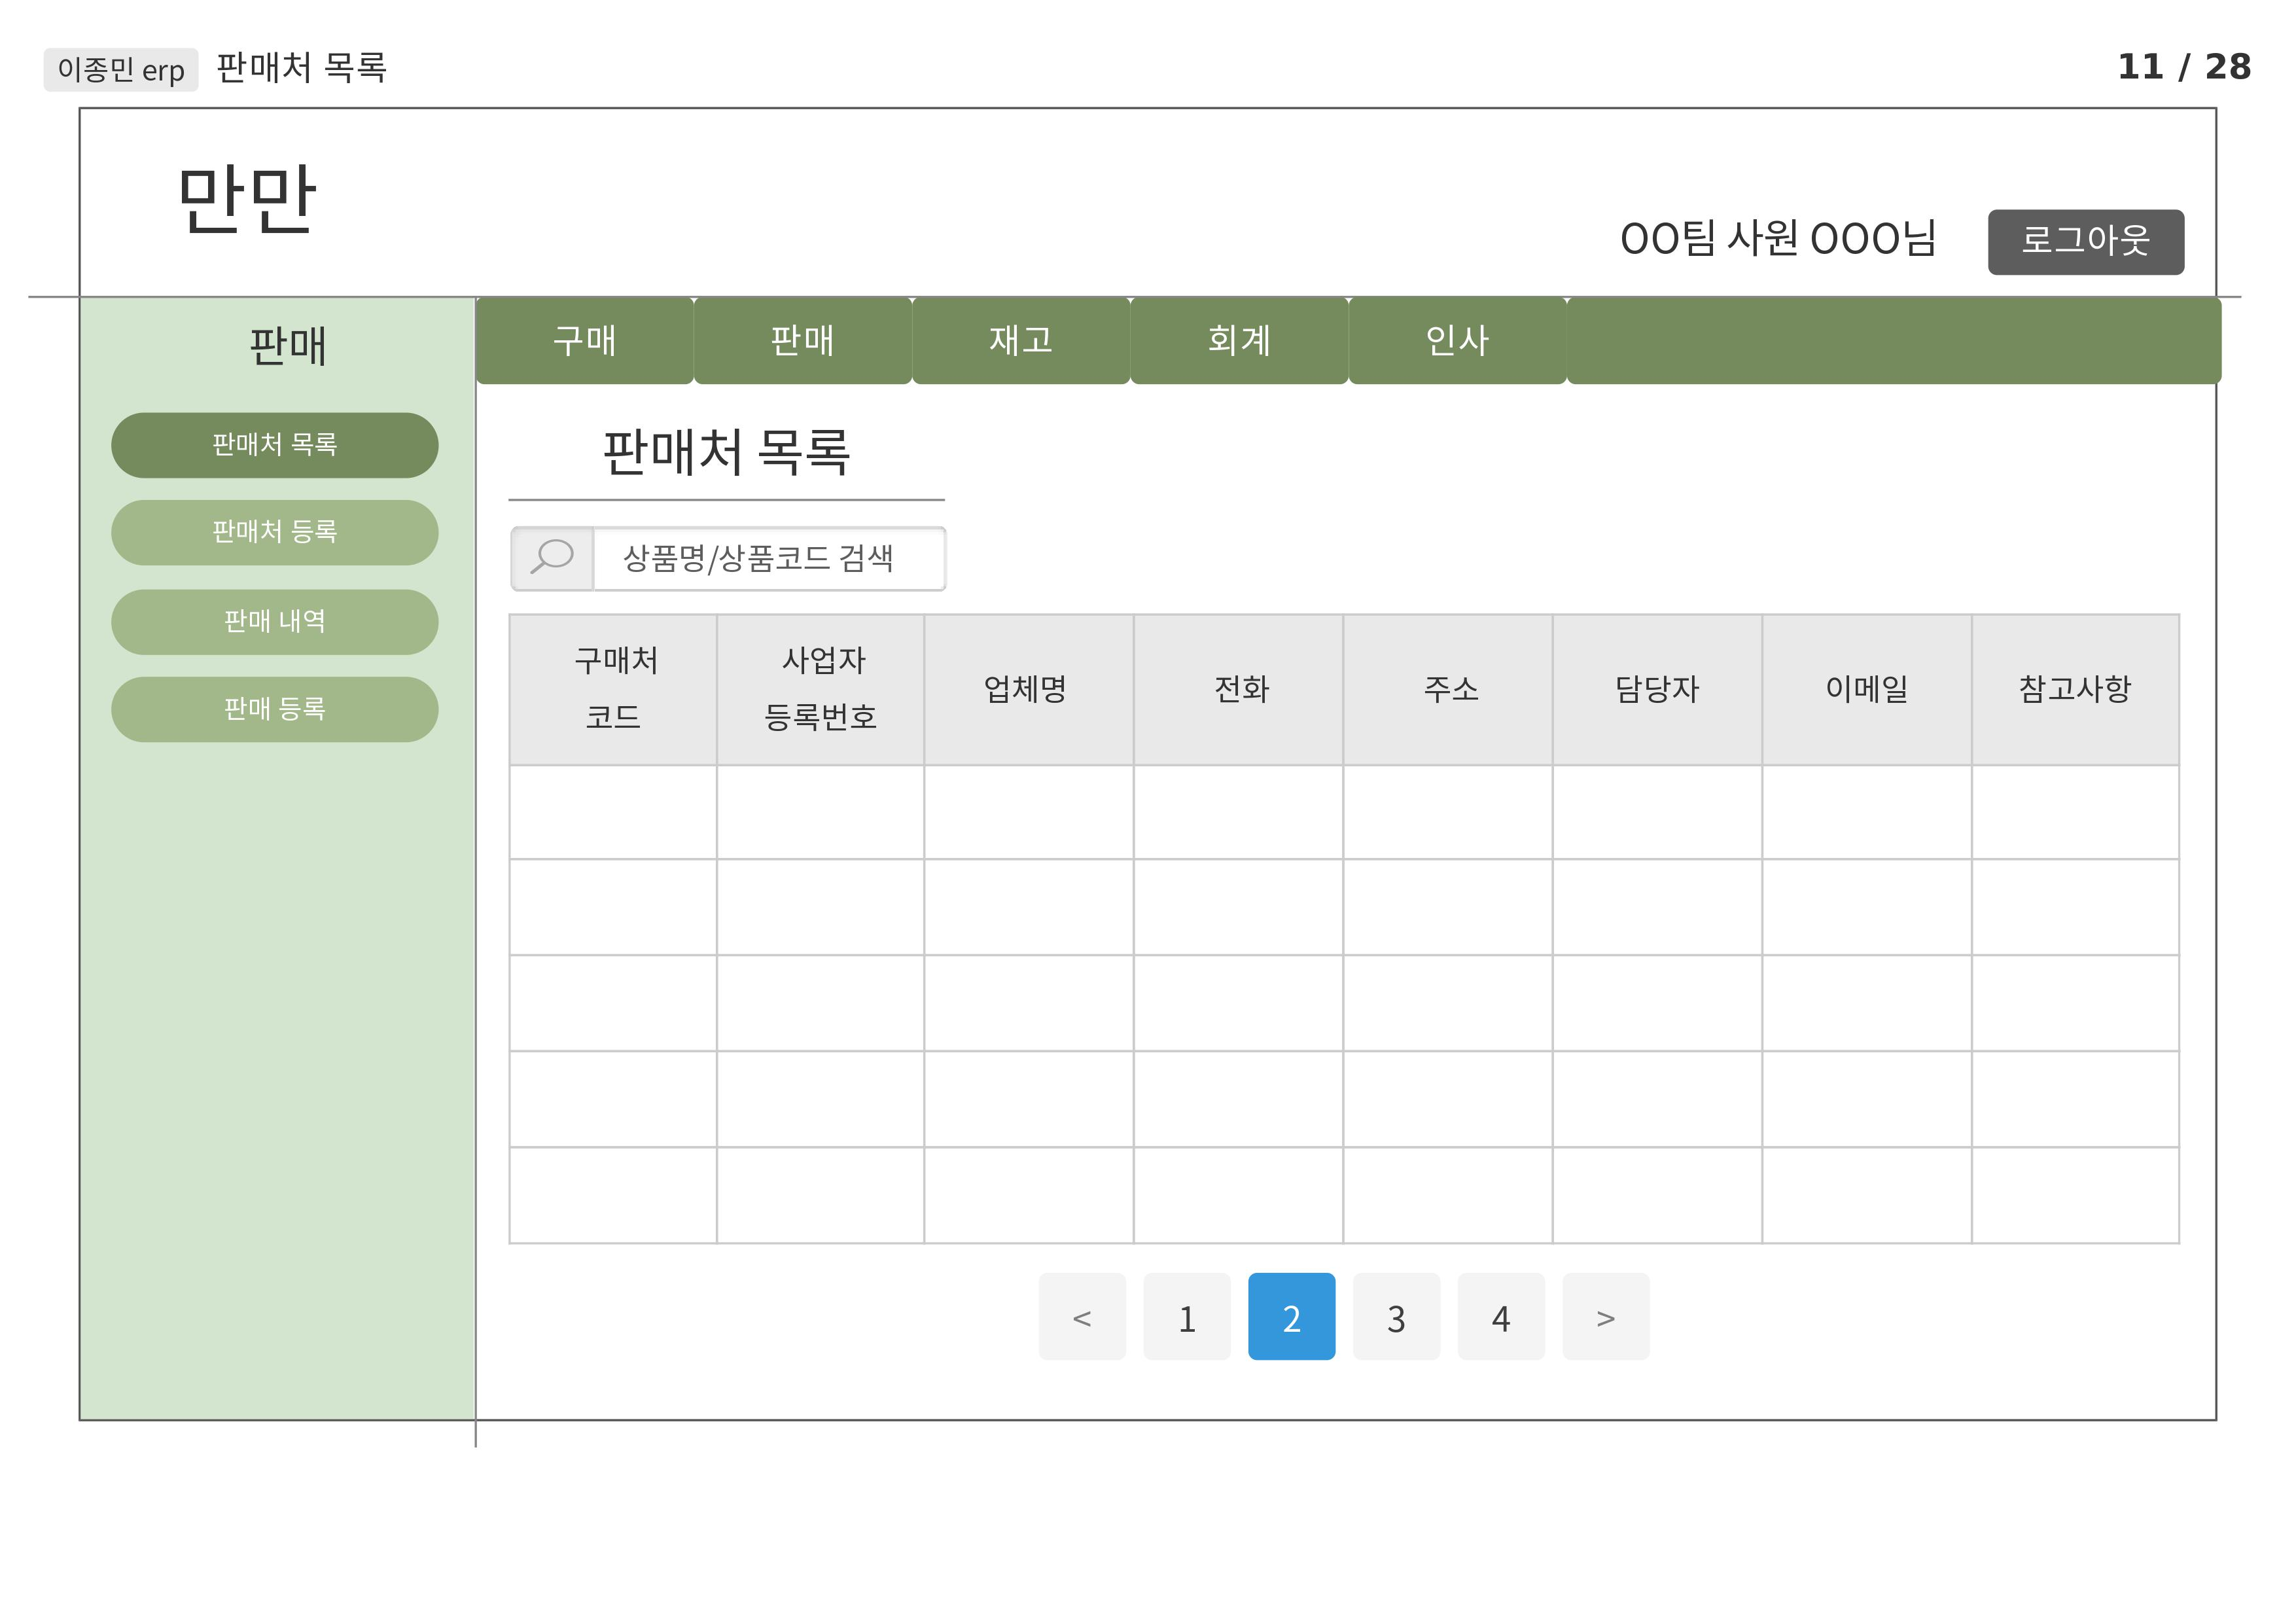 이종민 erp 판매처 목록
11 / 28
만만
OO팀 사원 OOO님 로그아웃
판매
구매 판매 재고 회계 인사
판매처 목록
판매처 등록
판매 내역
판매 등록
판매처 목록
상품명/상품코드 검색
구매처 코드 사업자 등록번호 업체명 전화 주소 담당자 이메일 참고사항
< 1 2 3 4 >